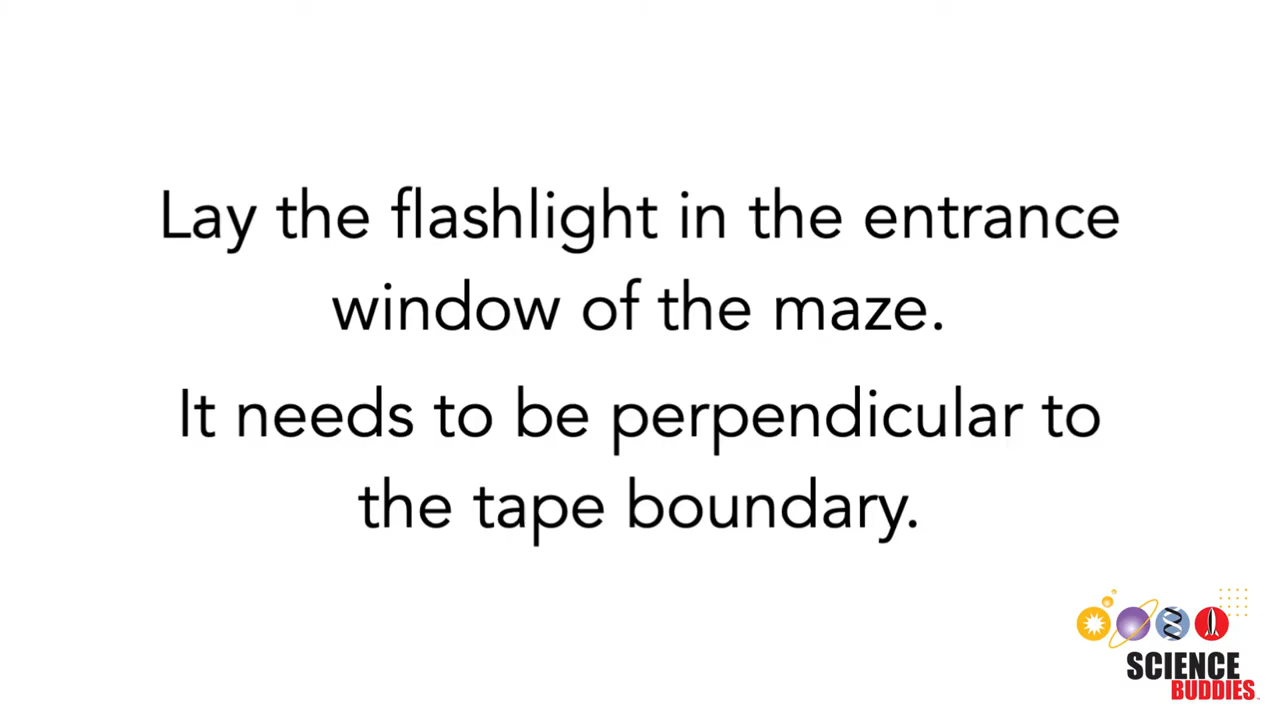 Lay the flashlight in the entrance
window of the maze.
It needs to be perpendicular to
the tape boundary.
SCIENCE
BUDDIES